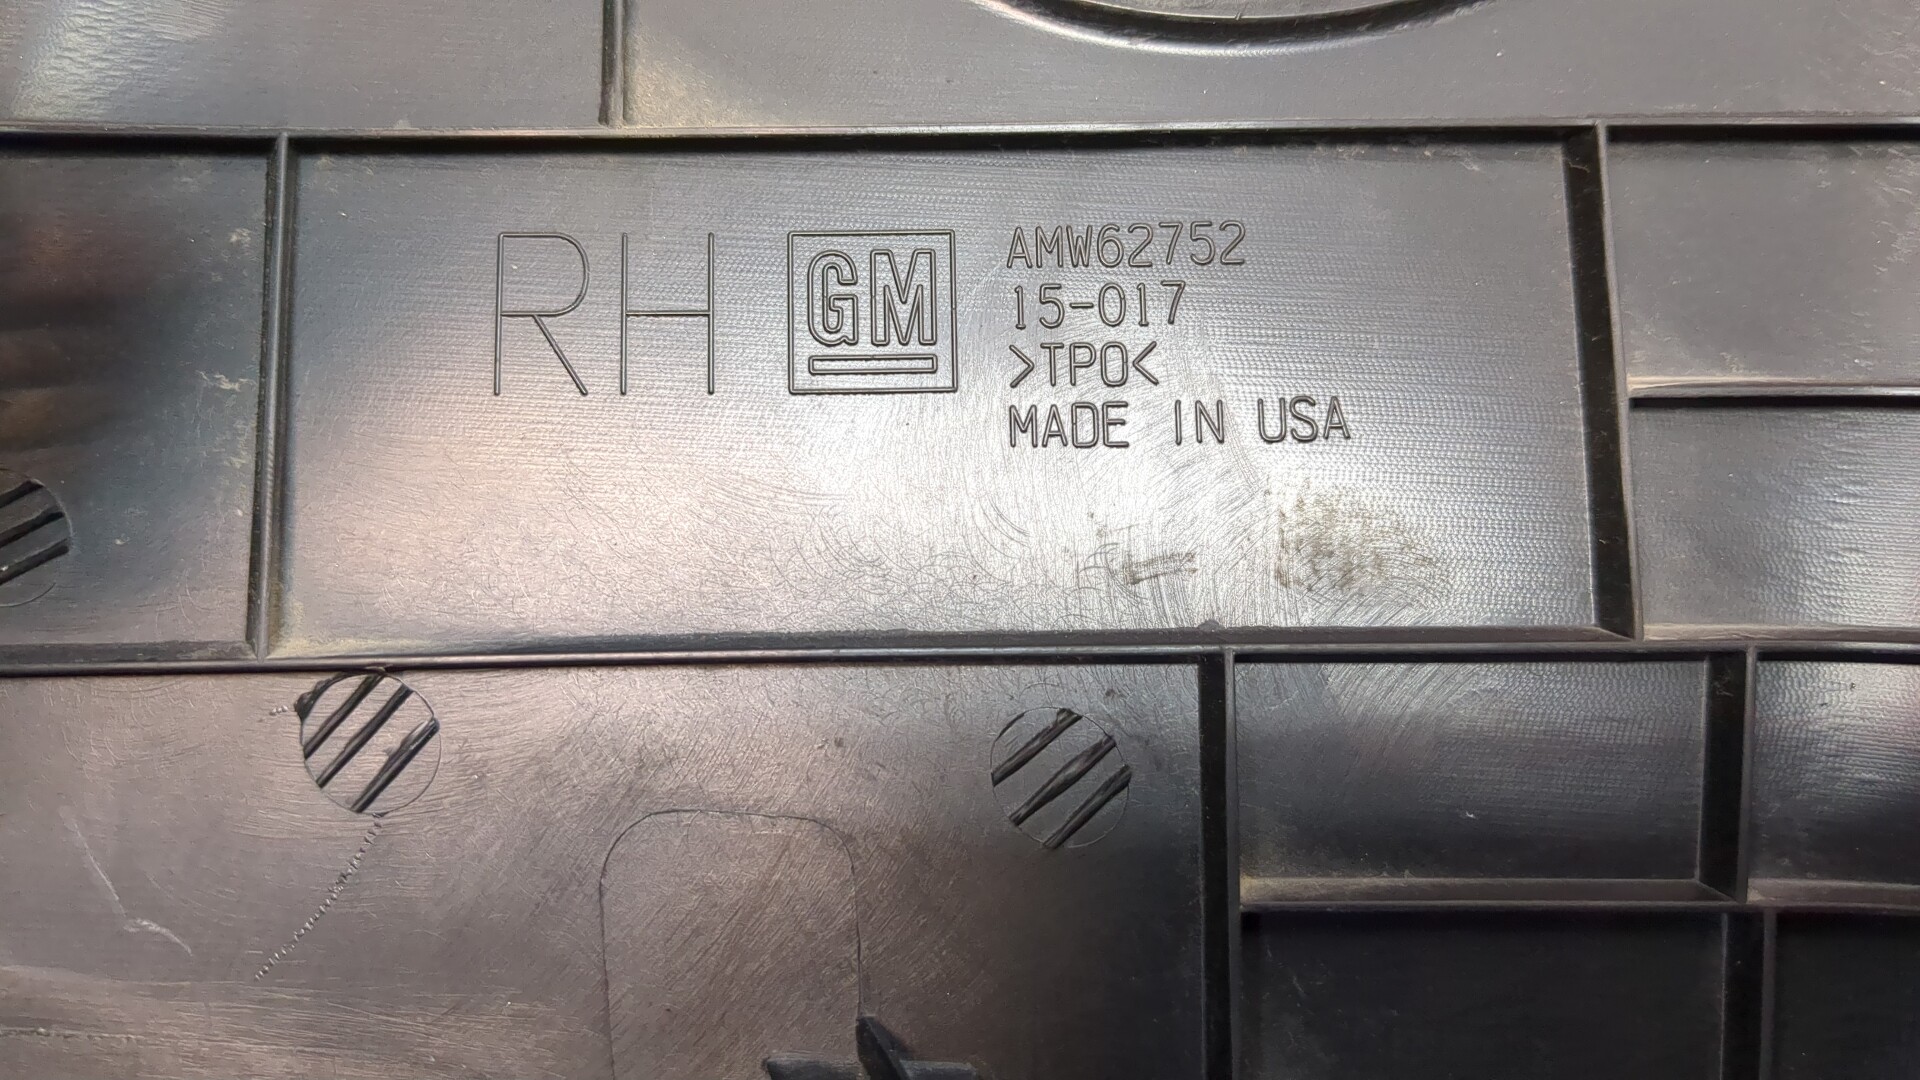 RH
GM
AMW62752
15-017
>TPO<
MADE IN USA